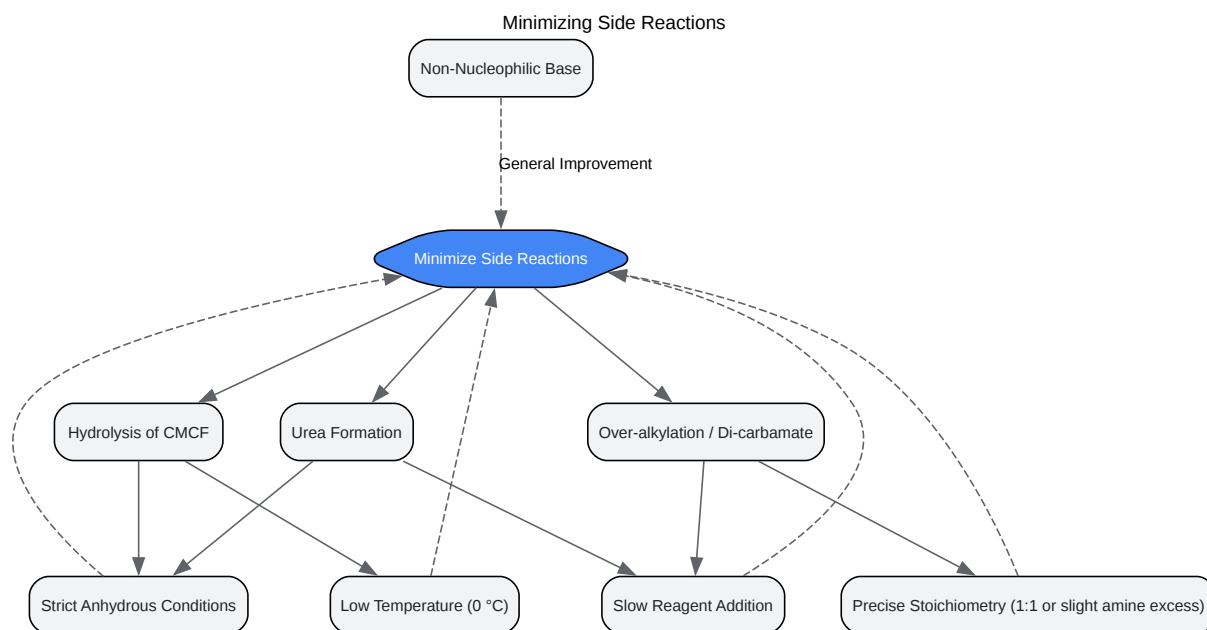 Minimizing Side Reactions
Non-Nucleophilic Base
General Improvement
Minimize Side Reactions
Hydrolysis of CMCF
Urea Formation
Over-alkylation / Di-carbamate
Strict Anhydrous Conditions
Low Temperature (0 °C)
Slow Reagent Addition
Precise Stoichiometry (1:1 or slight amine excess)